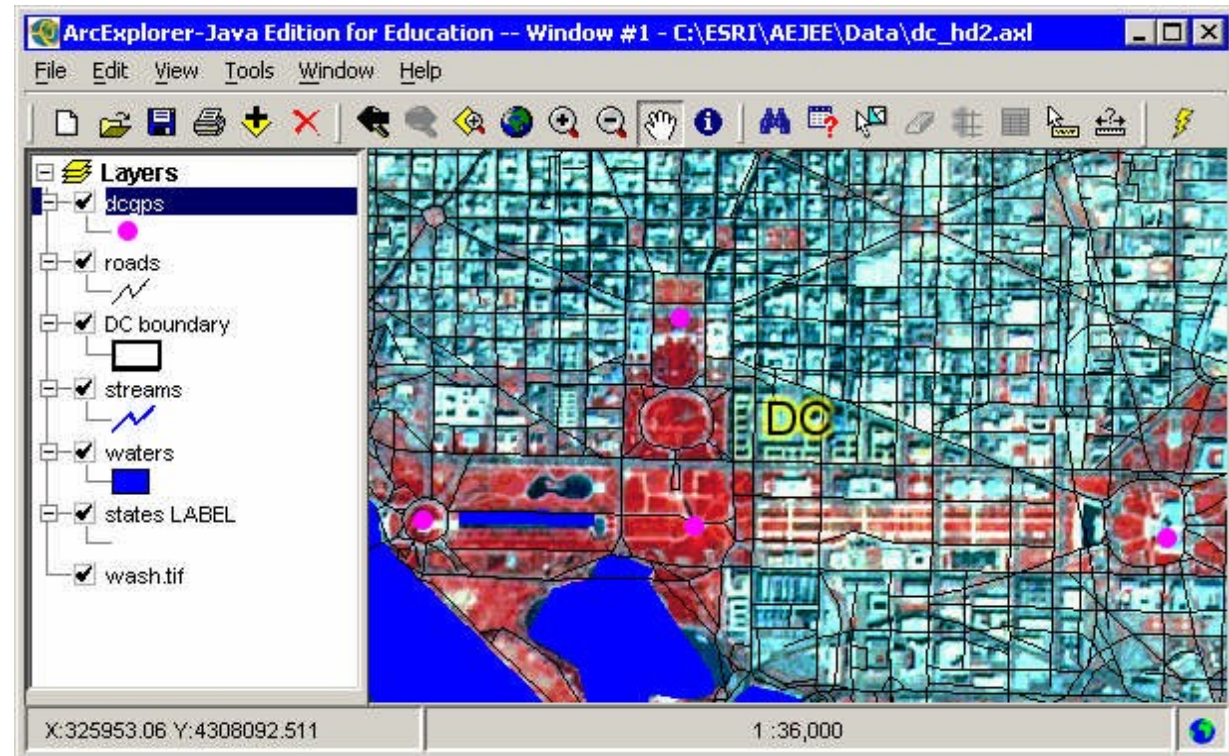 ArcExplorer-Java Edition for Education -- Window #1 - C:\ESRI\AEJEE\Data\dc_hd2.axl
File Edit View Tools Window Help
Layers
dcgps
roads
DC boundary
streams
waters
states LABEL
wash.tif
DC
X:325953.06 Y:4308092.511
1 :36,000